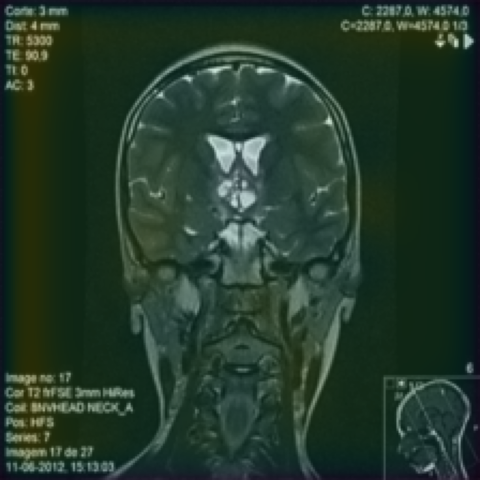 Corte: 3 mm
Dist: 4 mm
TR: 5300
TE: 90,9
TI: 0
AC: 3
C: 2287,0, W: 4574,0
C=2287,0, W=4574,0 1/3
6
Image no: 17
Cor T2 frFSE 3mm HiRes
Coil: 8NVHEAD NECK_A
Pos: HFS
Series: 7
Imagem 17 de 27
11-06-2012, 15:13:03